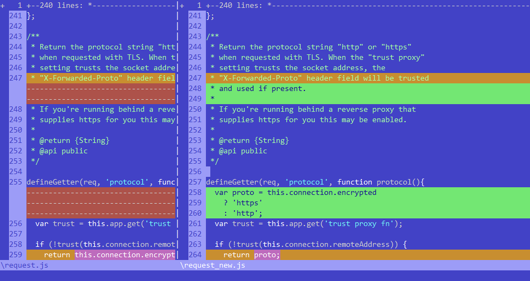 + 1 +--240 lines: *------------------
241 };
242
243 /**
244 * Return the protocol string "htt
245 * when requested with TLS. When t
246 * setting trusts the socket addre
247 * "X-Forwarded-Proto" header fiel
248 * If you're running behind a reve
249 * supplies https for you this may
250 *
251 * @return {String}
252 * @api public
253 */
254
255 defineGetter(req, 'protocol', func
256 var trust = this.app.get('trust
257
258 if (!trust(this.connection.remot
259 return this.connection.encrypt
\request.js
+ 1 +--240 lines: *------------------
241 };
242
243 /**
244 * Return the protocol string "http" or "https"
245 * when requested with TLS. When the "trust proxy"
246 * setting trusts the socket address, the
247 * "X-Forwarded-Proto" header field will be trusted
248 * and used if present.
249 *
250 * If you're running behind a reverse proxy that
251 * supplies https for you this may be enabled.
252 *
253 * @return {String}
254 * @api public
255 */
256
257 defineGetter(req, 'protocol', function protocol(){
258 var proto = this.connection.encrypted
259 ? 'https'
260 : 'http';
261 var trust = this.app.get('trust proxy fn');
262
263 if (!trust(this.connection.remoteAddress)) {
264 return proto;
\request_new.js